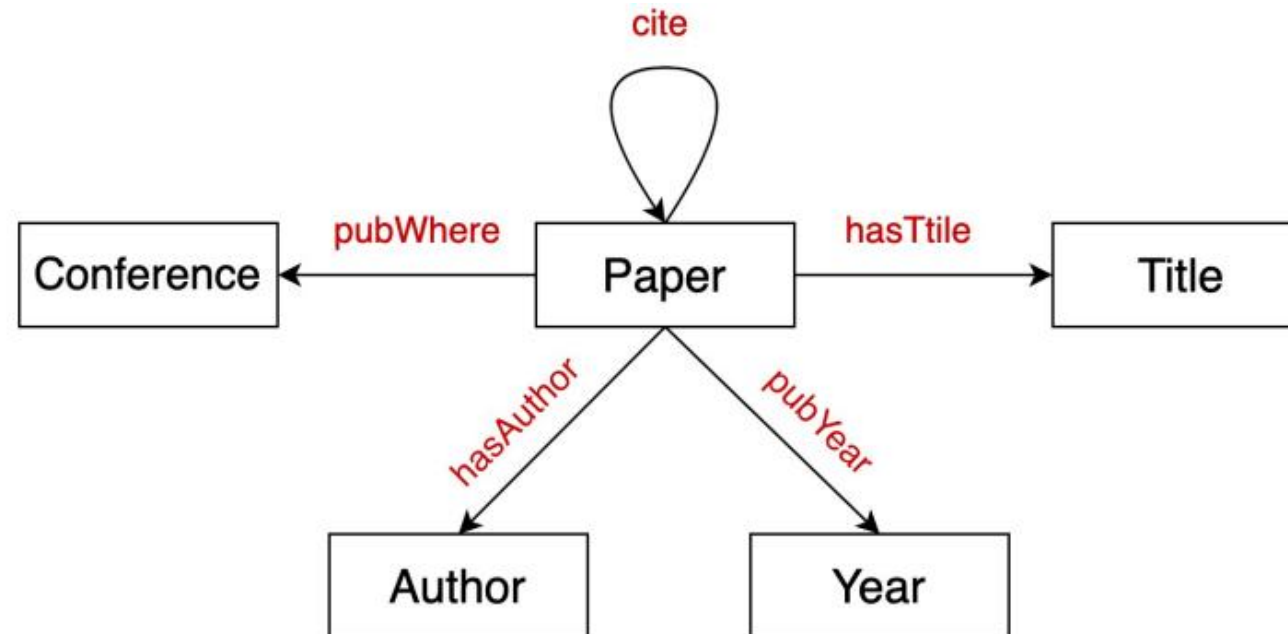 cite
pubWhere
hasTtile
Conference
Paper
Title
hasAuthor
pubYear
Author
Year